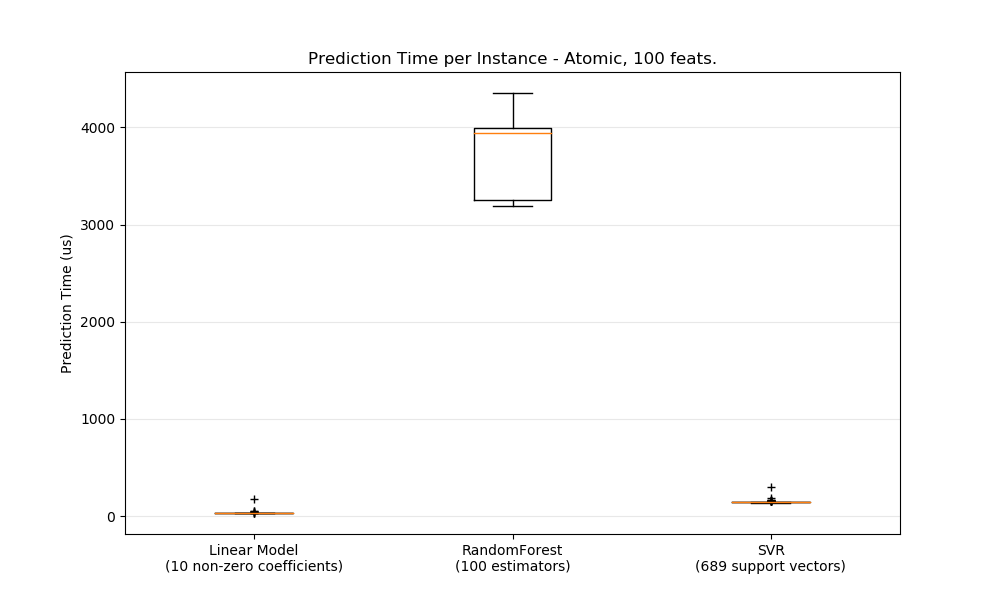 Prediction Time per Instance - Atomic, 100 feats.
Prediction Time (us)
4000
3000
2000
1000
0
Linear Model
(10 non-zero coefficients)
RandomForest
(100 estimators)
SVR
(689 support vectors)